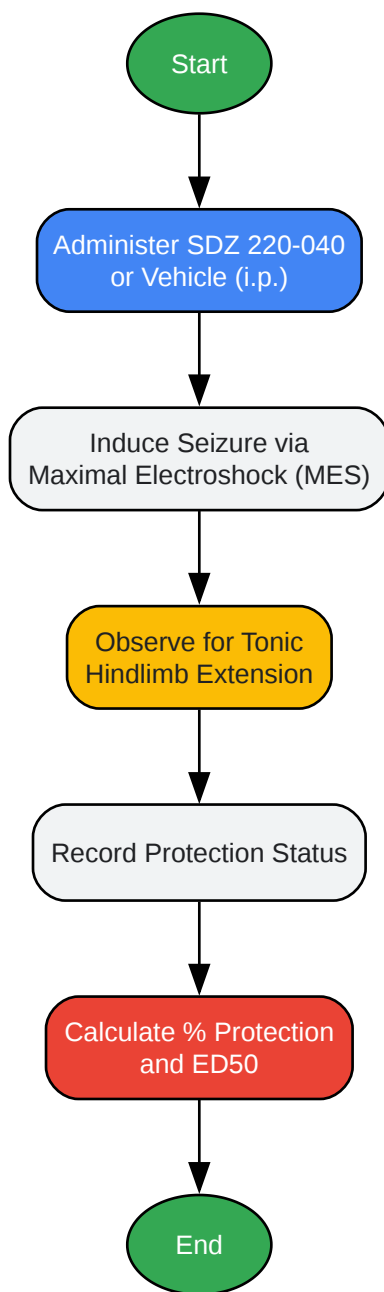 Start
Administer SDZ 220-040
or Vehicle (i.p.)
Induce Seizure via
Maximal Electroshock (MES)
Observe for Tonic
Hindlimb Extension
Record Protection Status
Calculate % Protection
and ED50
End